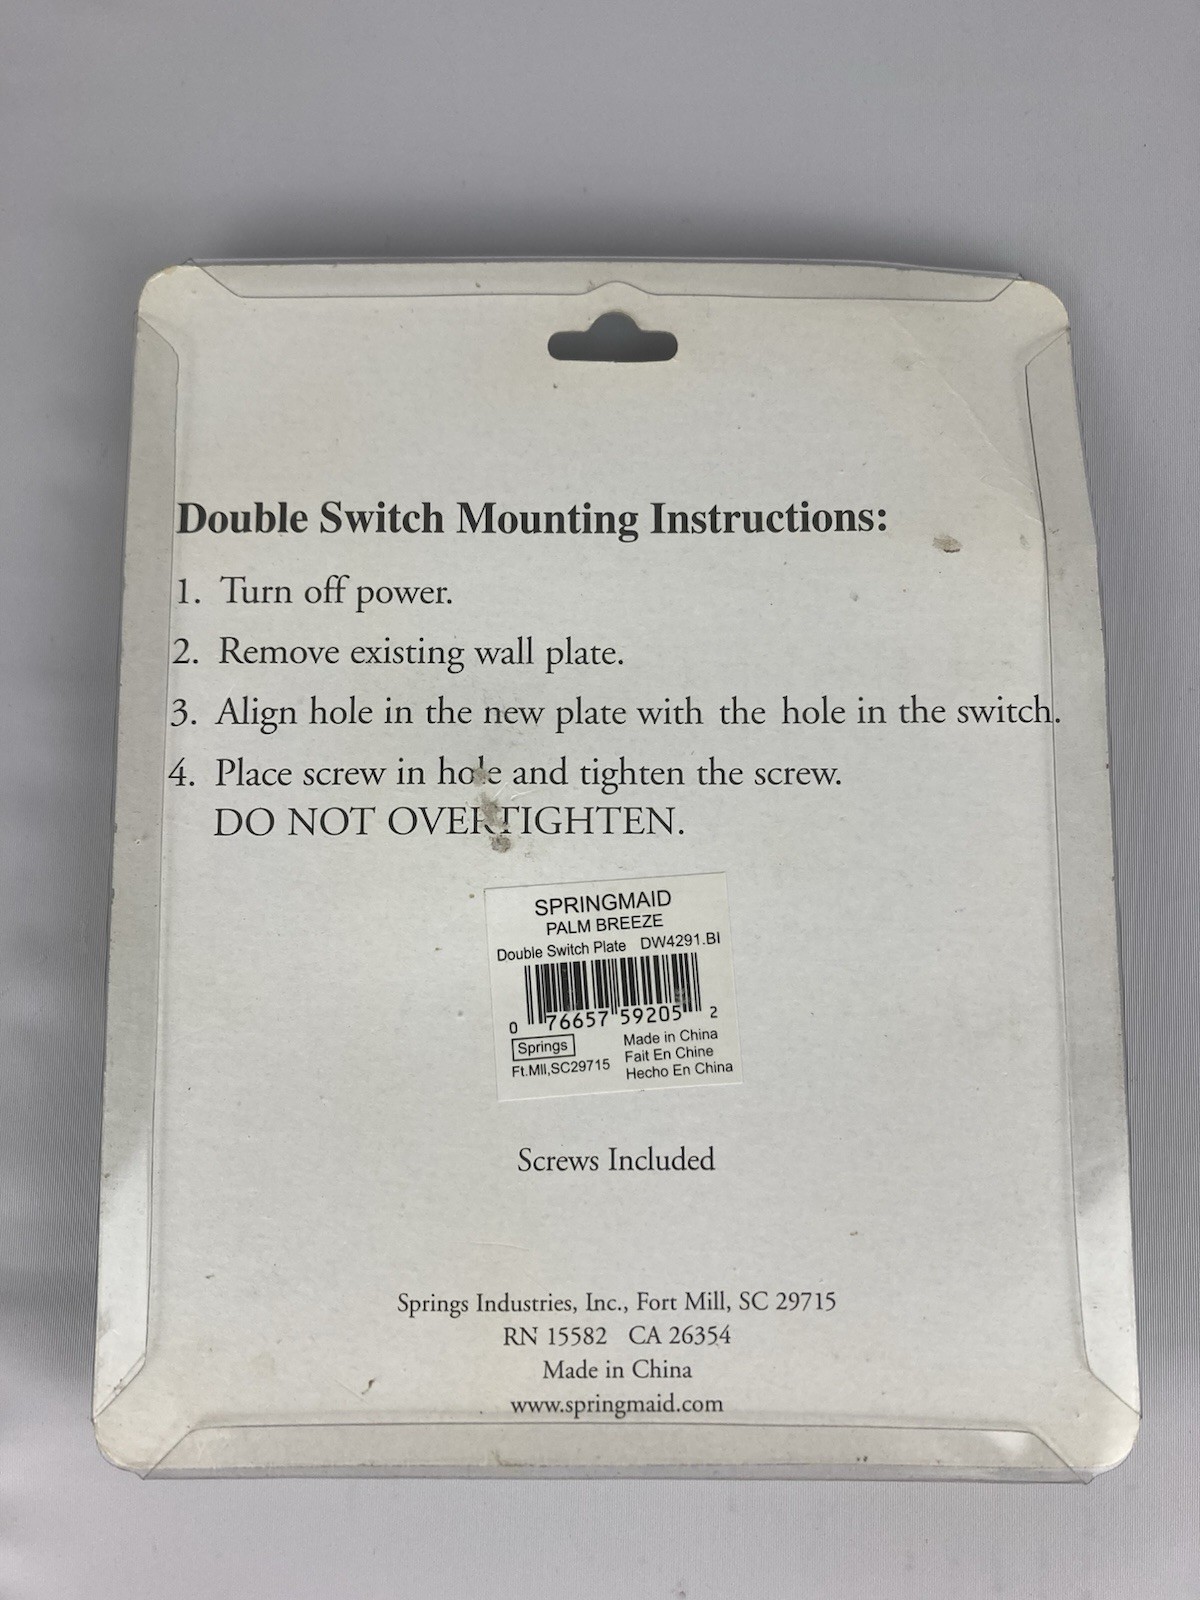 Double Switch Mounting Instructions:
1. Turn off power.
2. Remove existing wall plate.
3. Align hole in the new plate with the hole in the switch.
4. Place screw in hole and tighten the screw.
DO NOT OVERTIGHTEN.
SPRINGMAID
PALM BREEZE
Double Switch Plate DW4291.BI
0 76657 59205 2
Springs
Ft.MIl,SC29715
Made in China
Fait En Chine
Hecho En China
Screws Included
Springs Industries, Inc., Fort Mill, SC 29715
RN 15582 CA 26354
Made in China
www.springmaid.com